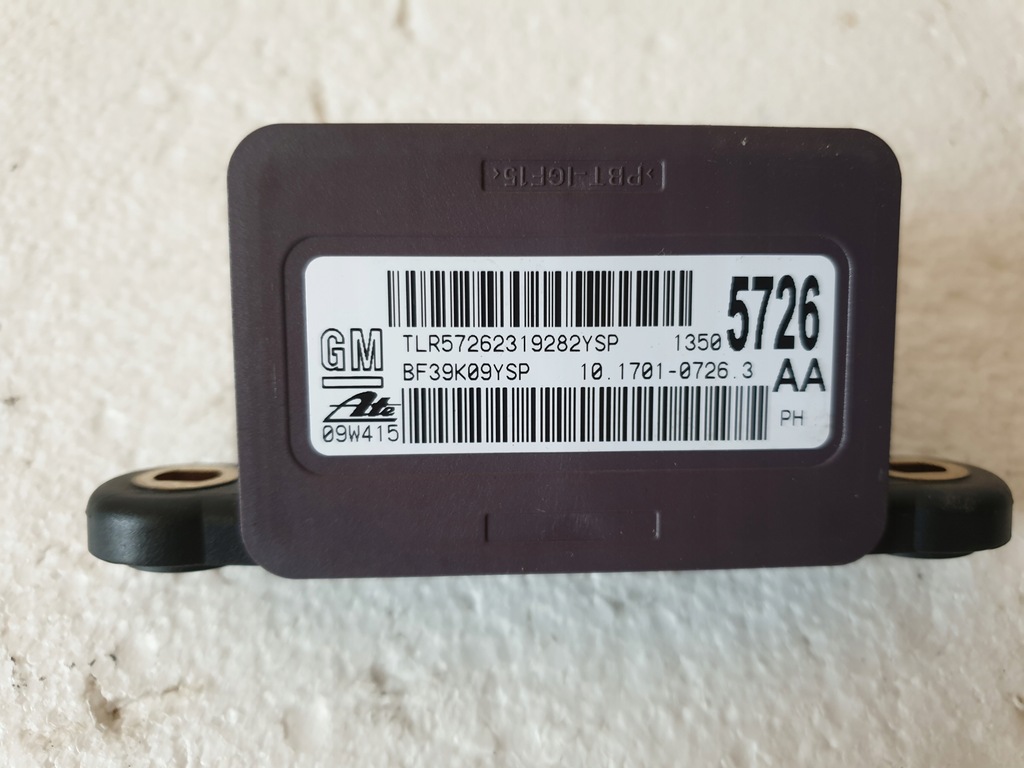 >PBT-IGF15<
TLR57262319282YSP 1350 5726
GM BF39K09YSP 10.1701-0726.3 AA
Ate
09W415 PH